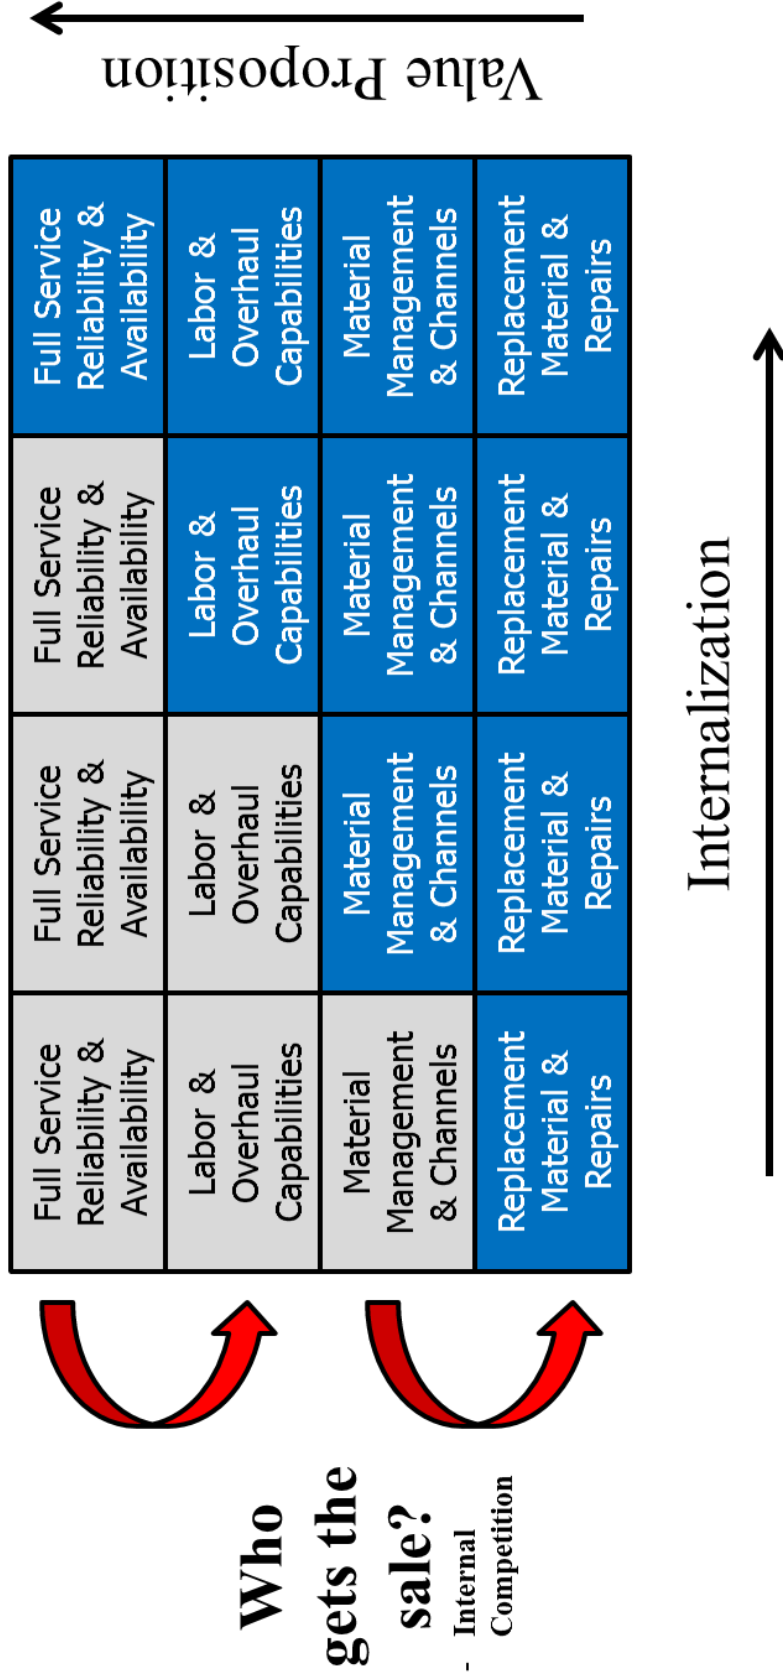 Who
gets the
sale?
- Internal
Competition
Full Service
Reliability &
Availability
Full Service
Reliability &
Availability
Full Service
Reliability &
Availability
Full Service
Reliability &
Availability
Labor &
Overhaul
Capabilities
Labor &
Overhaul
Capabilities
Labor &
Overhaul
Capabilities
Labor &
Overhaul
Capabilities
Material
Management
& Channels
Material
Management
& Channels
Material
Management
& Channels
Material
Management
& Channels
Replacement
Material &
Repairs
Replacement
Material &
Repairs
Replacement
Material &
Repairs
Replacement
Material &
Repairs
Value Proposition
Internalization